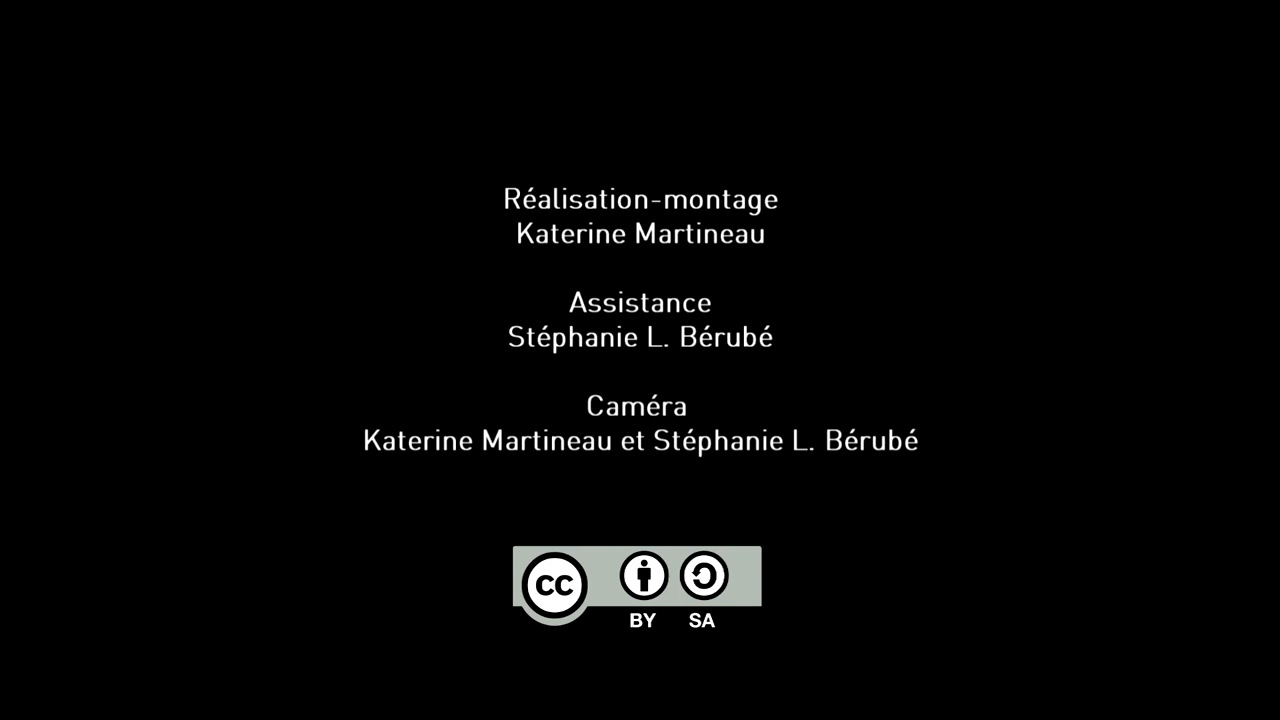 Réalisation-montage
Katerine Martineau
Assistance
Stéphanie L. Bérubé
Caméra
Katerine Martineau et Stéphanie L. Bérubé
cc
BY SA